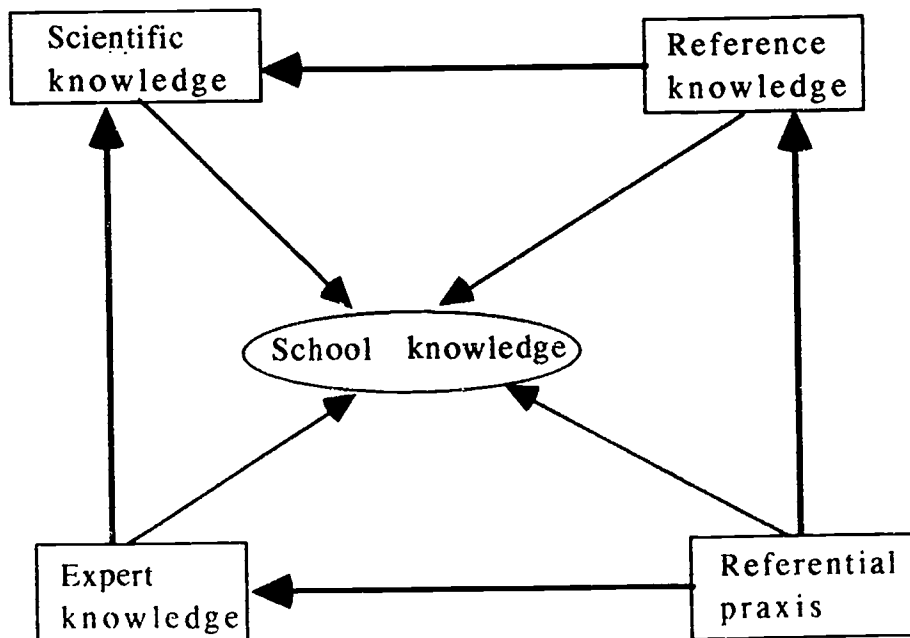 Scientific
knowledge
Reference
knowledge
School knowledge
Expert
knowledge
Referential
praxis